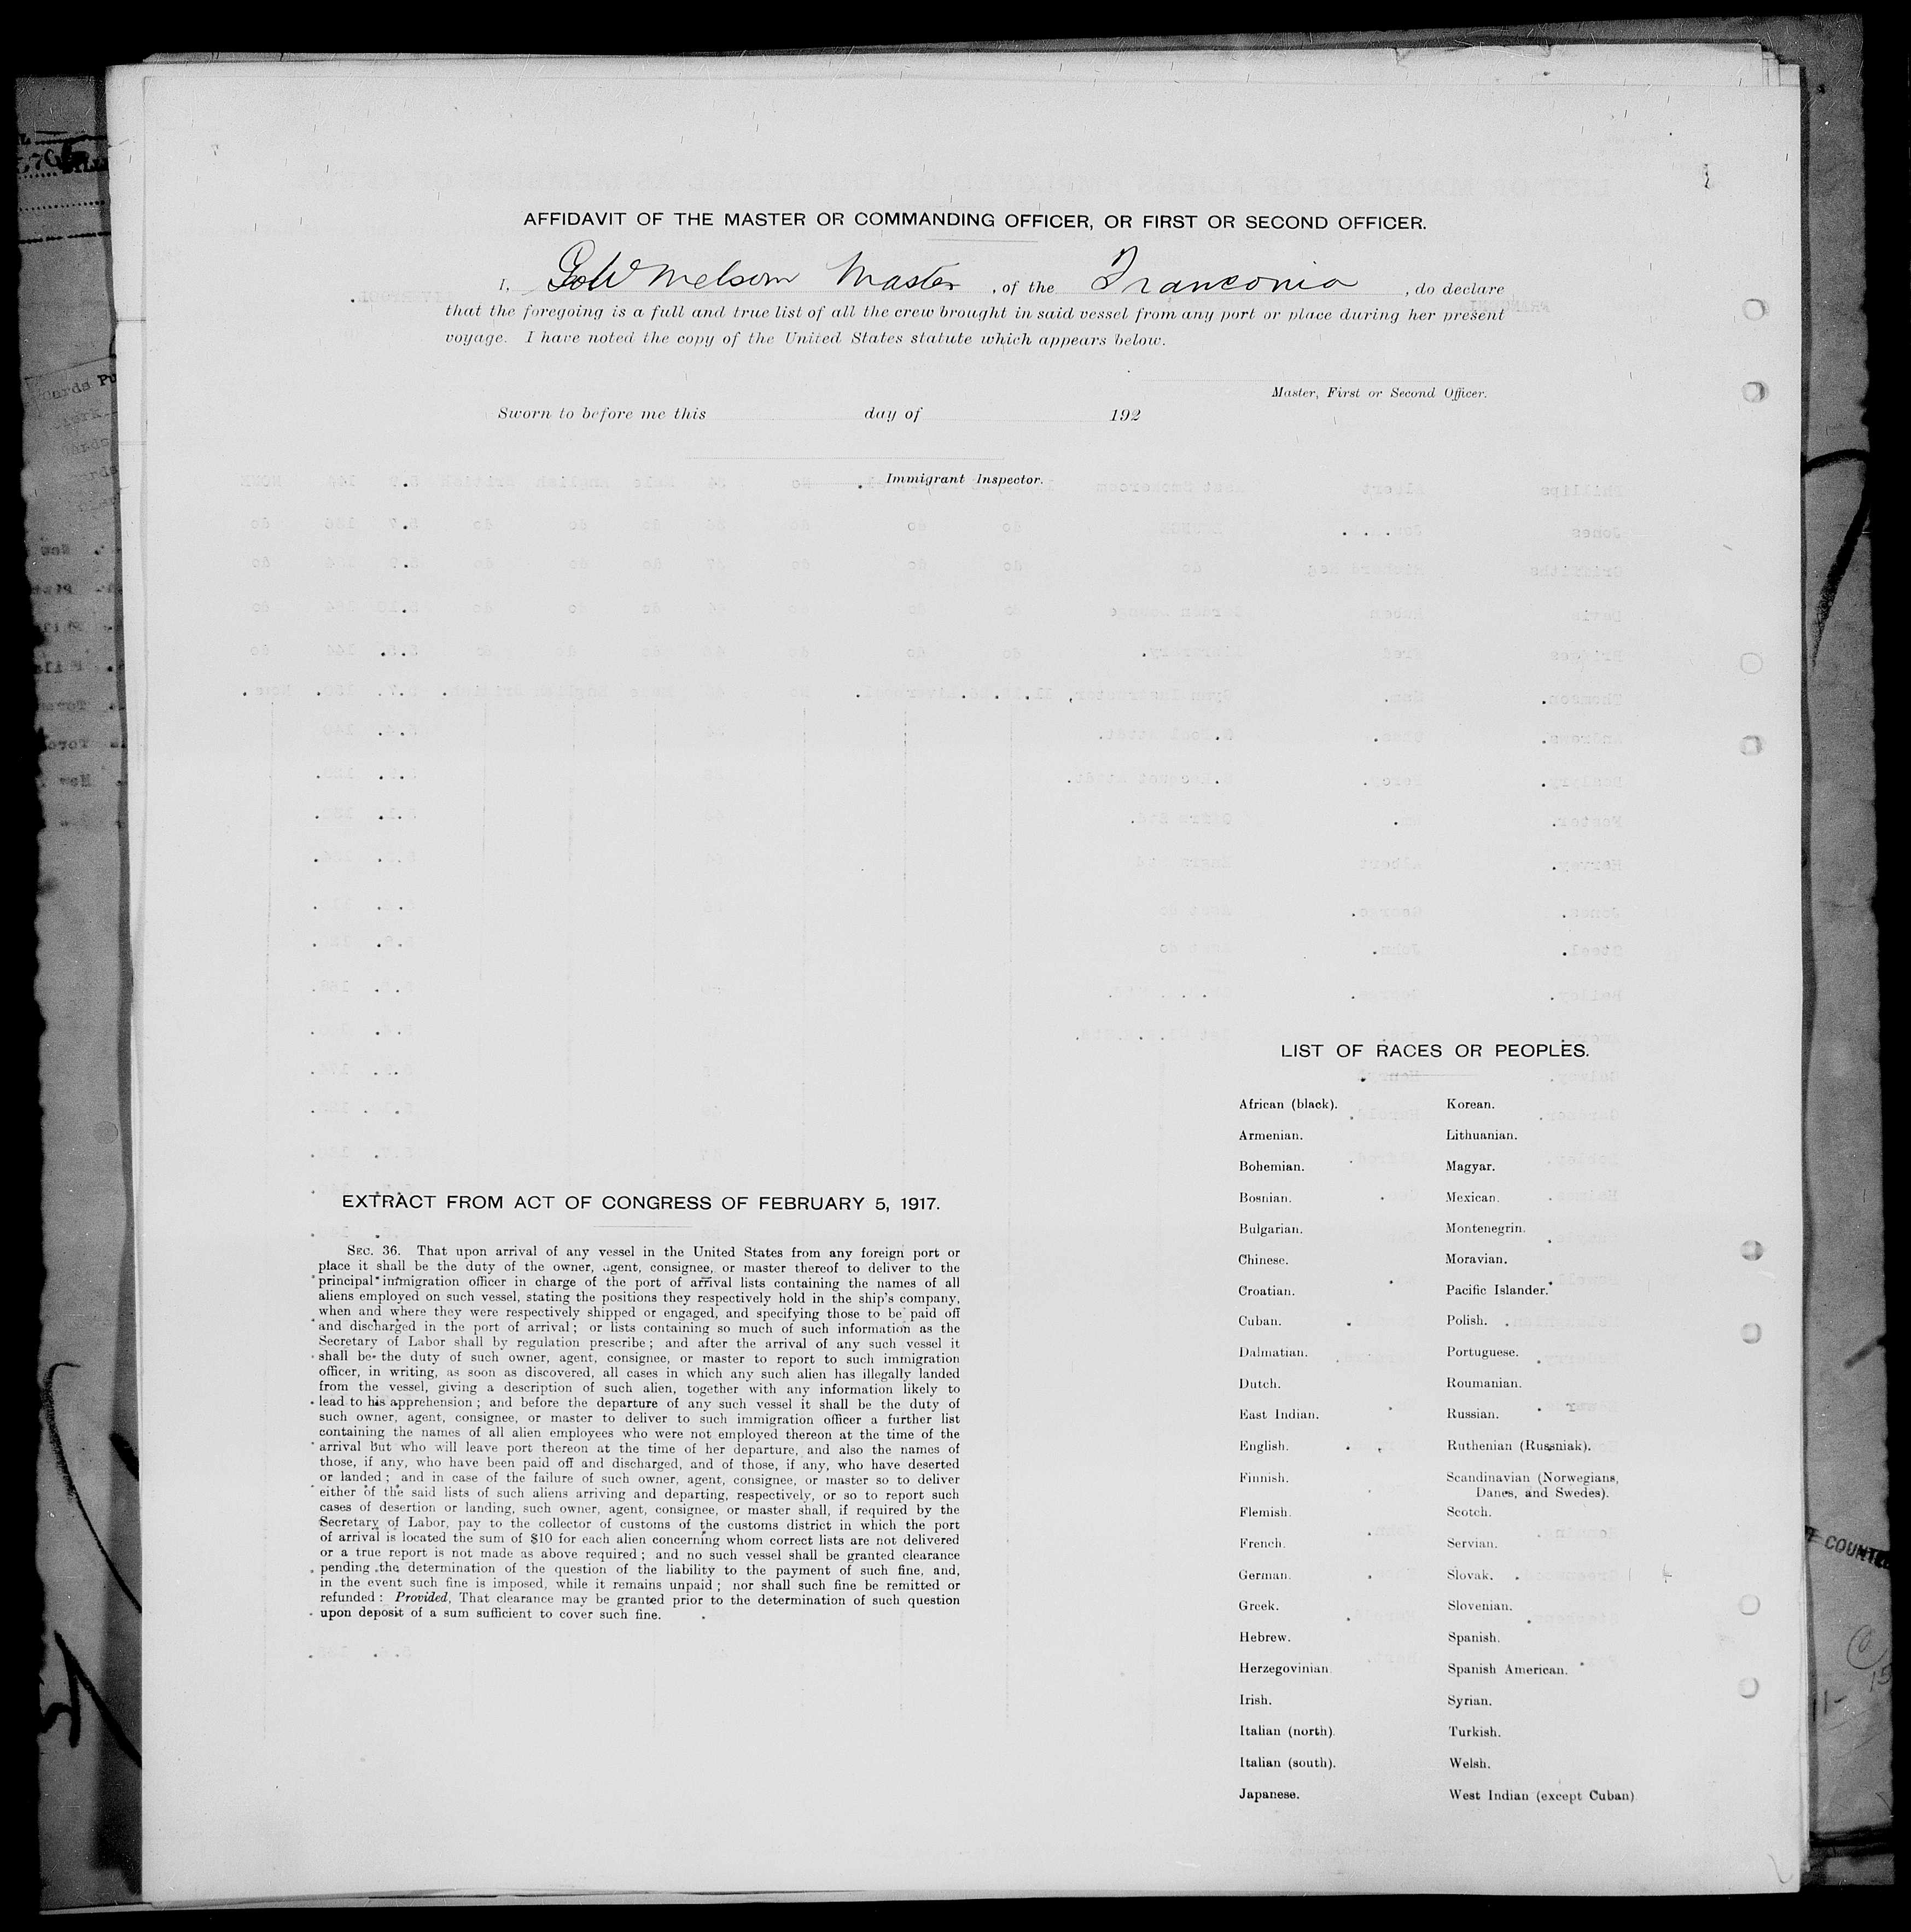 AFFIDAVIT OF THE MASTER OR COMMANDING OFFICER, OR FIRST OR SECOND OFFICER.
I, GW Melsom Master, of the Franconia, do declare
that the foregoing is a full and true list of all the crew brought in said vessel from any port or place during her present
voyage. I have noted the copy of the United States statute which appears below.
Master, First or Second Officer.
Sworn to before me this day of 192
Immigrant Inspector.
LIST OF RACES OR PEOPLES.
African (black).
Armenian.
Bohemian.
Bosnian.
Bulgarian.
Chinese.
Croatian.
Cuban.
Dalmatian.
Dutch.
East Indian.
English.
Finnish.
Flemish.
French.
German.
Greek.
Hebrew.
Herzegovinian
Irish.
Italian (north)
Italian (south).
Japanese.
Korean.
Lithuanian.
Magyar.
Mexican.
Montenegrin.
Moravian.
Pacific Islander.
Polish.
Portuguese.
Roumanian.
Russian.
Ruthenian (Russniak).
Scandinavian (Norwegians,
Danes, and Swedes).
Scotch.
Servian.
Slovak.
Slovenian.
Spanish.
Spanish American.
Syrian.
Turkish.
Welsh.
West Indian (except Cuban)
EXTRACT FROM ACT OF CONGRESS OF FEBRUARY 5, 1917.
SEC. 36. That upon arrival of any vessel in the United States from any foreign port or
place it shall be the duty of the owner, agent, consignee, or master thereof to deliver to the
principal immigration officer in charge of the port of arrival lists containing the names of all
aliens employed on such vessel, stating the positions they respectively hold in the ship's company,
when and where they were respectively shipped or engaged, and specifying those to be paid off
and discharged in the port of arrival; or lists containing so much of such information as the
Secretary of Labor shall by regulation prescribe; and after the arrival of any such vessel it
shall be the duty of such owner, agent, consignee, or master to report to such immigration
officer, in writing, as soon as discovered, all cases in which any such alien has illegally landed
from the vessel, giving a description of such alien, together with any information likely to
lead to his apprehension; and before the departure of any such vessel it shall be the duty of
such owner, agent, consignee, or master to deliver to such immigration officer a further list
containing the names of all alien employees who were not employed thereon at the time of the
arrival but who will leave port thereon at the time of her departure, and also the names of
those, if any, who have been paid off and discharged, and of those, if any, who have deserted
or landed; and in case of the failure of such owner, agent, consignee, or master so to deliver
either of the said lists of such aliens arriving and departing, respectively, or so to report such
cases of desertion or landing, such owner, agent, consignee, or master shall, if required by the
Secretary of Labor, pay to the collector of customs of the customs district in which the port
of arrival is located the sum of $10 for each alien concerning whom correct lists are not delivered
or a true report is not made as above required; and no such vessel shall be granted clearance
pending the determination of the question of the liability to the payment of such fine, and,
in the event such fine is imposed, while it remains unpaid; nor shall such fine be remitted or
refunded: Provided, That clearance may be granted prior to the determination of such question
upon deposit of a sum sufficient to cover such fine.